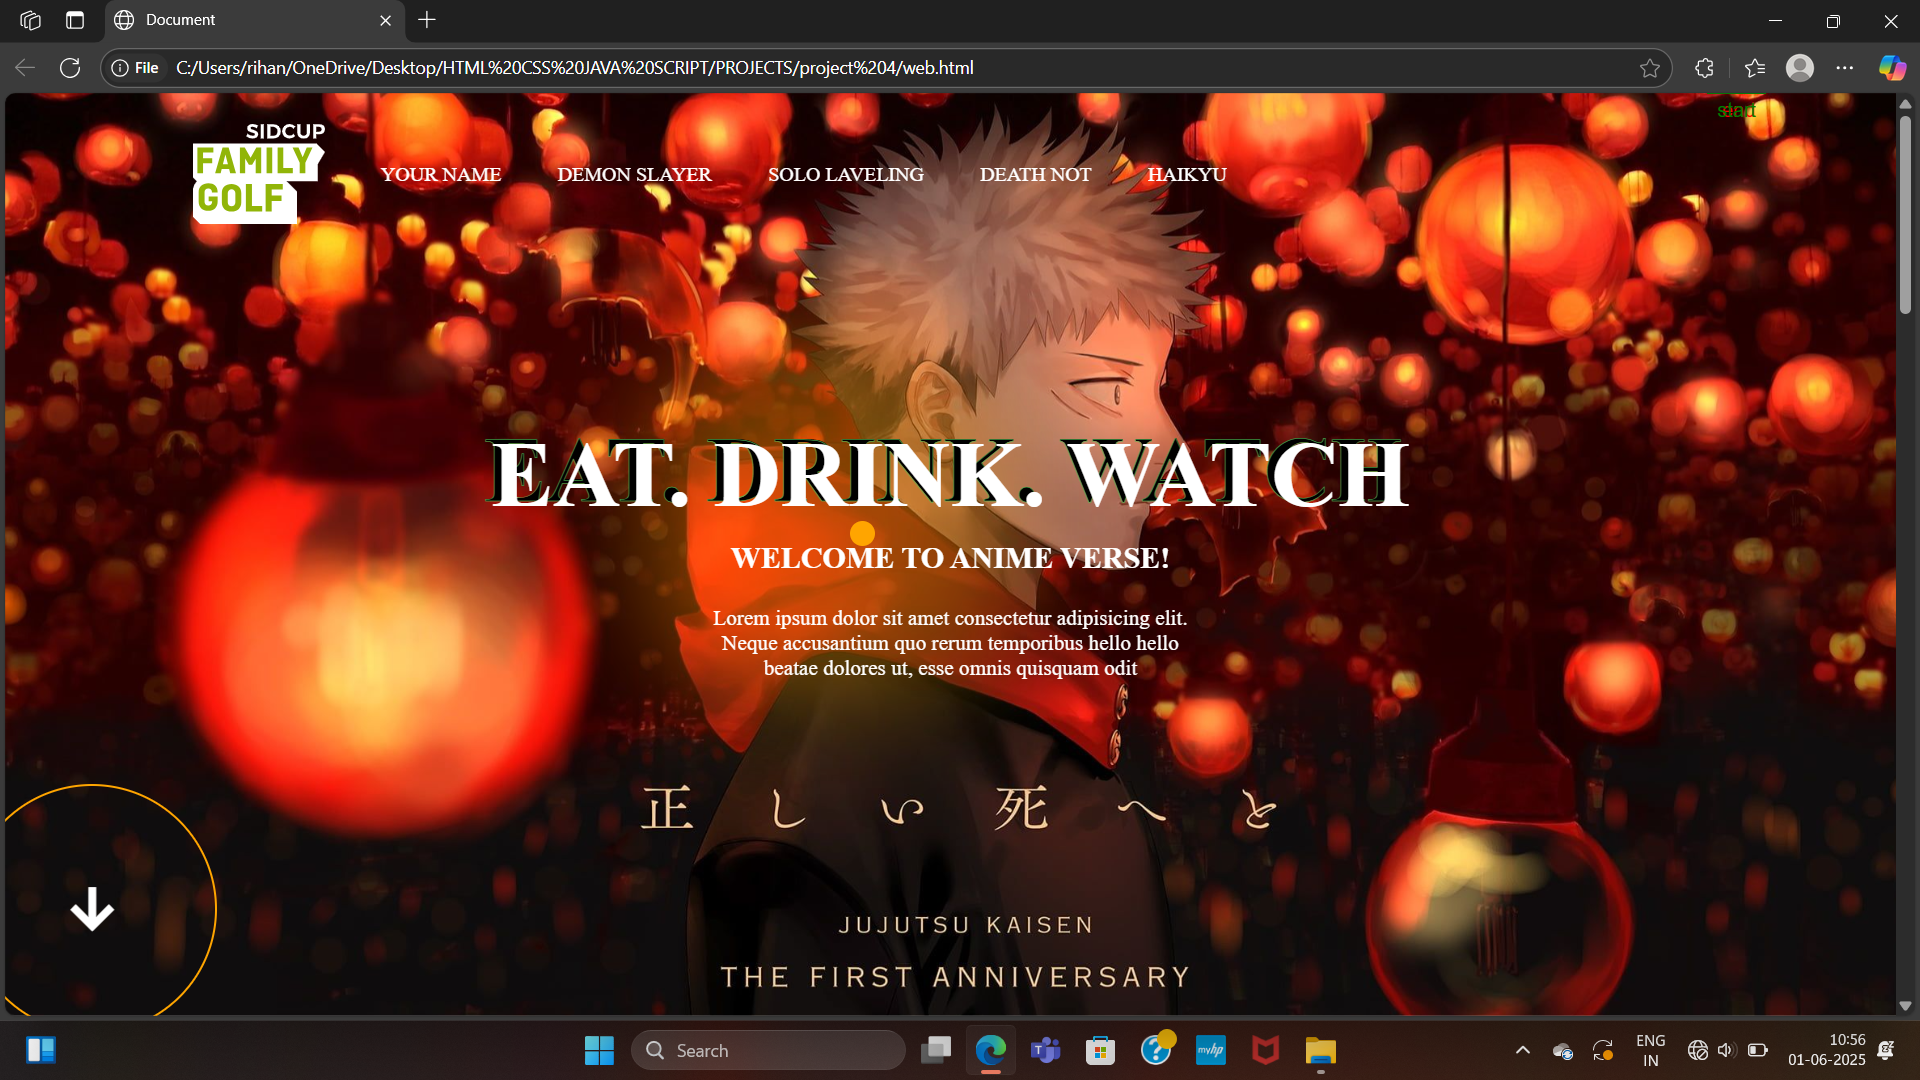 Document
File C:/Users/rihan/OneDrive/Desktop/HTML%20CSS%20JAVA%20SCRIPT/PROJECTS/project%204/web.html
SIDCUP
FAMILY
GOLF
YOUR NAME DEMON SLAYER SOLO LAVELING DEATH NOT HAIKYU
EAT. DRINK. WATCH
WELCOME TO ANIME VERSE!
Lorem ipsum dolor sit amet consectetur adipisicing elit.
Neque accusantium quo rerum temporibus hello hello
beatae dolores ut, esse omnis quisquam odit
正しい死へと
JUJUTSU KAISEN
THE FIRST ANNIVERSARY
Search
myhp
ENG
IN
10:56
01-06-2025